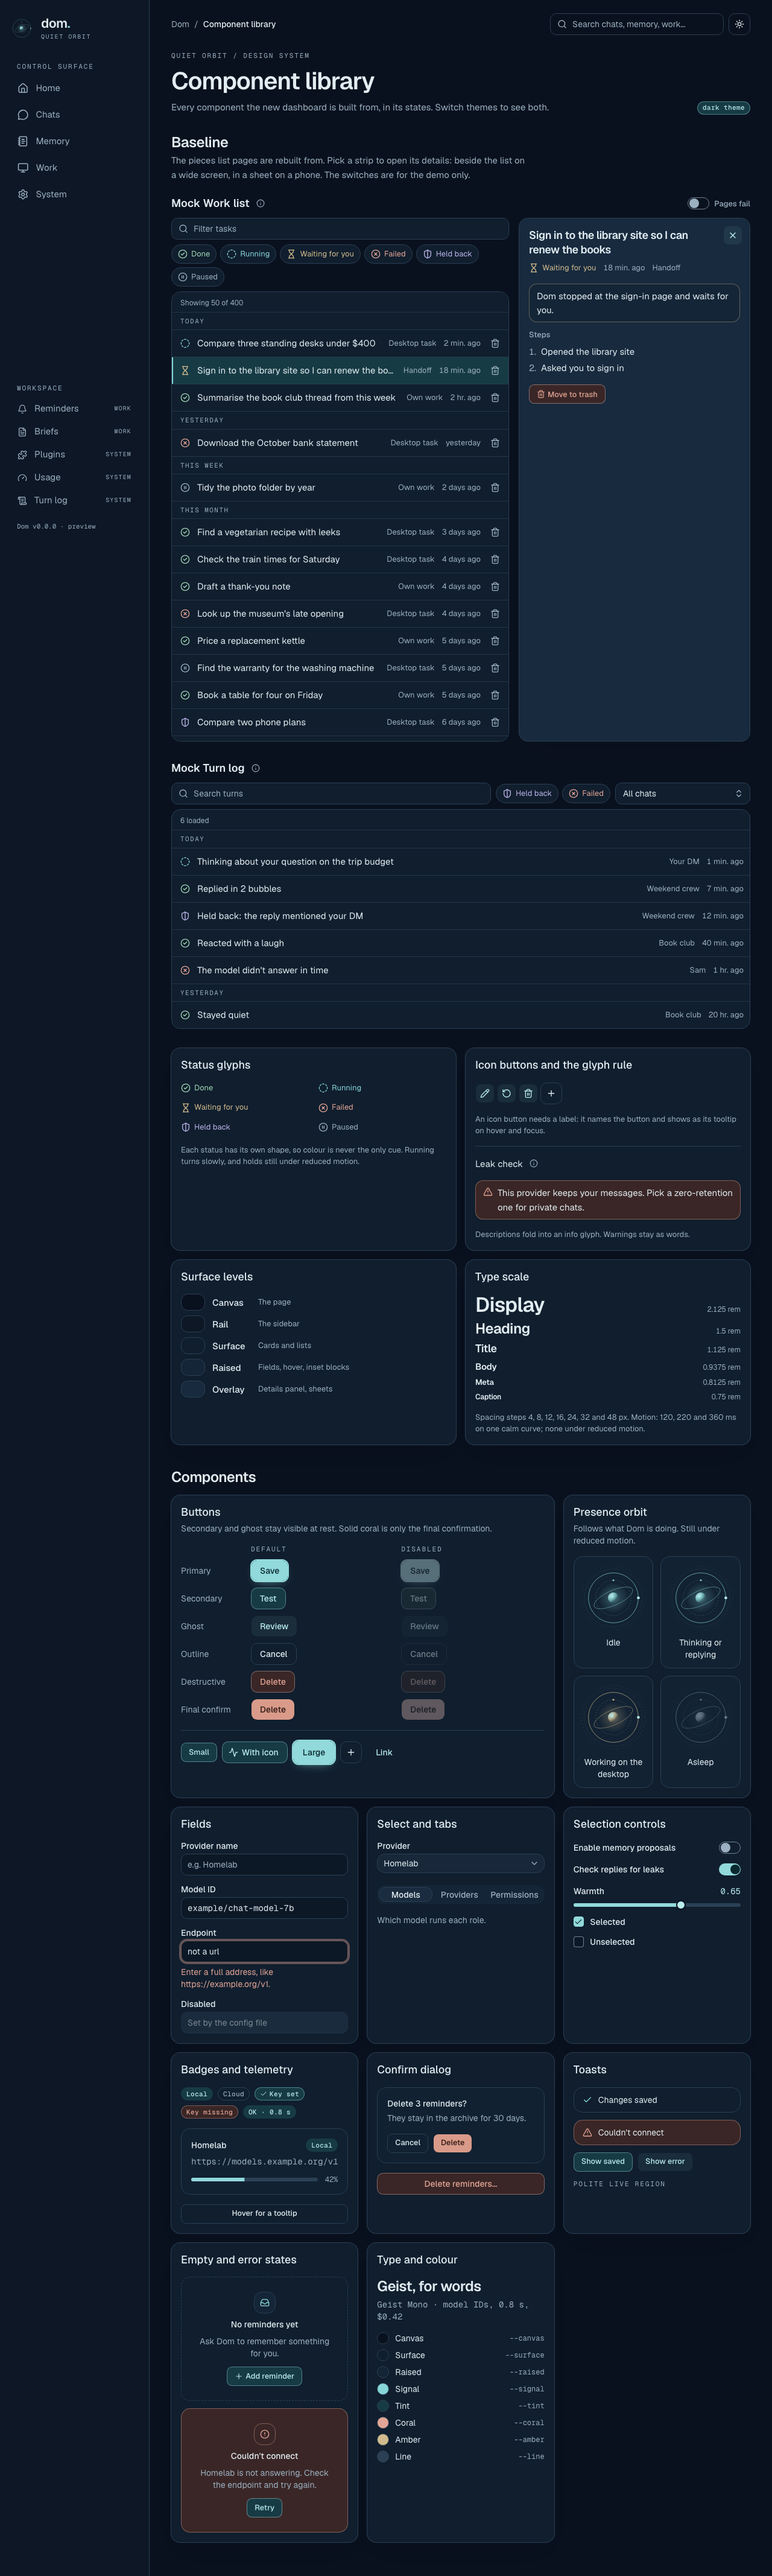 dom.
QUIET ORBIT
CONTROL SURFACE
Home
Chats
Memory
Work
System
WORKSPACE
Reminders WORK
Briefs WORK
Plugins SYSTEM
Usage SYSTEM
Turn log SYSTEM
Dom v0.0.0 · preview
Dom / Component library
Search chats, memory, work…
QUIET ORBIT / DESIGN SYSTEM
Component library
Every component the new dashboard is built from, in its states. Switch themes to see both.
dark theme
Baseline
The pieces list pages are rebuilt from. Pick a strip to open its details: beside the list on
a wide screen, in a sheet on a phone. The switches are for the demo only.
Mock Work list
Pages fail
Filter tasks
Done Running Waiting for you Failed Held back
Paused
Showing 50 of 400
TODAY
Compare three standing desks under $400 Desktop task 2 min. ago
Sign in to the library site so I can renew the bo… Handoff 18 min. ago
Summarise the book club thread from this week Own work 2 hr. ago
YESTERDAY
Download the October bank statement Desktop task yesterday
THIS WEEK
Tidy the photo folder by year Own work 2 days ago
THIS MONTH
Find a vegetarian recipe with leeks Desktop task 3 days ago
Check the train times for Saturday Desktop task 4 days ago
Draft a thank-you note Own work 4 days ago
Look up the museum's late opening Desktop task 4 days ago
Price a replacement kettle Own work 5 days ago
Find the warranty for the washing machine Desktop task 5 days ago
Book a table for four on Friday Own work 5 days ago
Compare two phone plans Desktop task 6 days ago
Sign in to the library site so I can
renew the books
Waiting for you 18 min. ago Handoff
Dom stopped at the sign-in page and waits for
you.
Steps
1. Opened the library site
2. Asked you to sign in
Move to trash
Mock Turn log
Search turns
Held back Failed All chats
6 loaded
TODAY
Thinking about your question on the trip budget Your DM 1 min. ago
Replied in 2 bubbles Weekend crew 7 min. ago
Held back: the reply mentioned your DM Weekend crew 12 min. ago
Reacted with a laugh Book club 40 min. ago
The model didn't answer in time Sam 1 hr. ago
YESTERDAY
Stayed quiet Book club 20 hr. ago
Status glyphs
Done Running
Waiting for you Failed
Held back Paused
Each status has its own shape, so colour is never the only cue. Running
turns slowly, and holds still under reduced motion.
Icon buttons and the glyph rule
An icon button needs a label: it names the button and shows as its tooltip
on hover and focus.
Leak check
This provider keeps your messages. Pick a zero-retention
one for private chats.
Descriptions fold into an info glyph. Warnings stay as words.
Surface levels
Canvas The page
Rail The sidebar
Surface Cards and lists
Raised Fields, hover, inset blocks
Overlay Details panel, sheets
Type scale
Display 2.125 rem
Heading 1.5 rem
Title 1.125 rem
Body 0.9375 rem
Meta 0.8125 rem
Caption 0.75 rem
Spacing steps 4, 8, 12, 16, 24, 32 and 48 px. Motion: 120, 220 and 360 ms
on one calm curve; none under reduced motion.
Components
Buttons
Secondary and ghost stay visible at rest. Solid coral is only the final confirmation.
DEFAULT DISABLED
Primary Save Save
Secondary Test Test
Ghost Review Review
Outline Cancel Cancel
Destructive Delete Delete
Final confirm Delete Delete
Small With icon Large Link
Presence orbit
Follows what Dom is doing. Still under
reduced motion.
Idle
Thinking or
replying
Working on the
desktop
Asleep
Fields
Provider name
e.g. Homelab
Model ID
example/chat-model-7b
Endpoint
not a url
Enter a full address, like
https://example.org/v1.
Disabled
Set by the config file
Select and tabs
Provider
Homelab
Models Providers Permissions
Which model runs each role.
Selection controls
Enable memory proposals
Check replies for leaks
Warmth 0.65
Selected
Unselected
Badges and telemetry
Local Cloud Key set
Key missing OK · 0.8 s
Homelab Local
https://models.example.org/v1
42%
Hover for a tooltip
Confirm dialog
Delete 3 reminders?
They stay in the archive for 30 days.
Cancel Delete
Delete reminders…
Toasts
Changes saved
Couldn't connect
Show saved Show error
POLITE LIVE REGION
Empty and error states
No reminders yet
Ask Dom to remember something
for you.
Add reminder
Couldn't connect
Homelab is not answering. Check
the endpoint and try again.
Retry
Type and colour
Geist, for words
Geist Mono · model IDs, 0.8 s,
$0.42
Canvas --canvas
Surface --surface
Raised --raised
Signal --signal
Tint --tint
Coral --coral
Amber --amber
Line --line